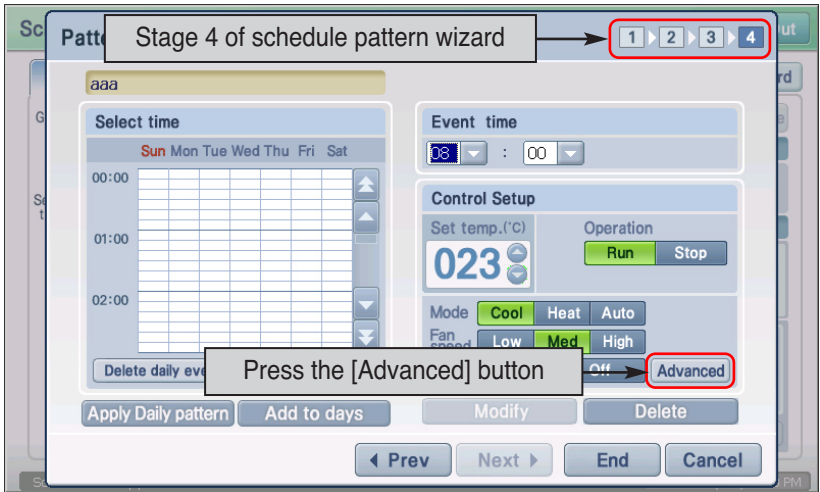 Sc
Patte
Stage 4 of schedule pattern wizard
1 2 3 4
ut
rd
aaa
G
e
Select time
Event time
Sun Mon Tue Wed Thu Fri Sat
08 : 00
00:00
Se
t
Control Setup
Set temp.(°C)
Operation
01:00
023
Run Stop
02:00
Mode Cool Heat Auto
Fan speed Low Med High
Delete daily eve
Press the [Advanced] button
Off
Advanced
Apply Daily pattern
Add to days
Modify
Delete
Prev
Next
End
Cancel
Sc
PM